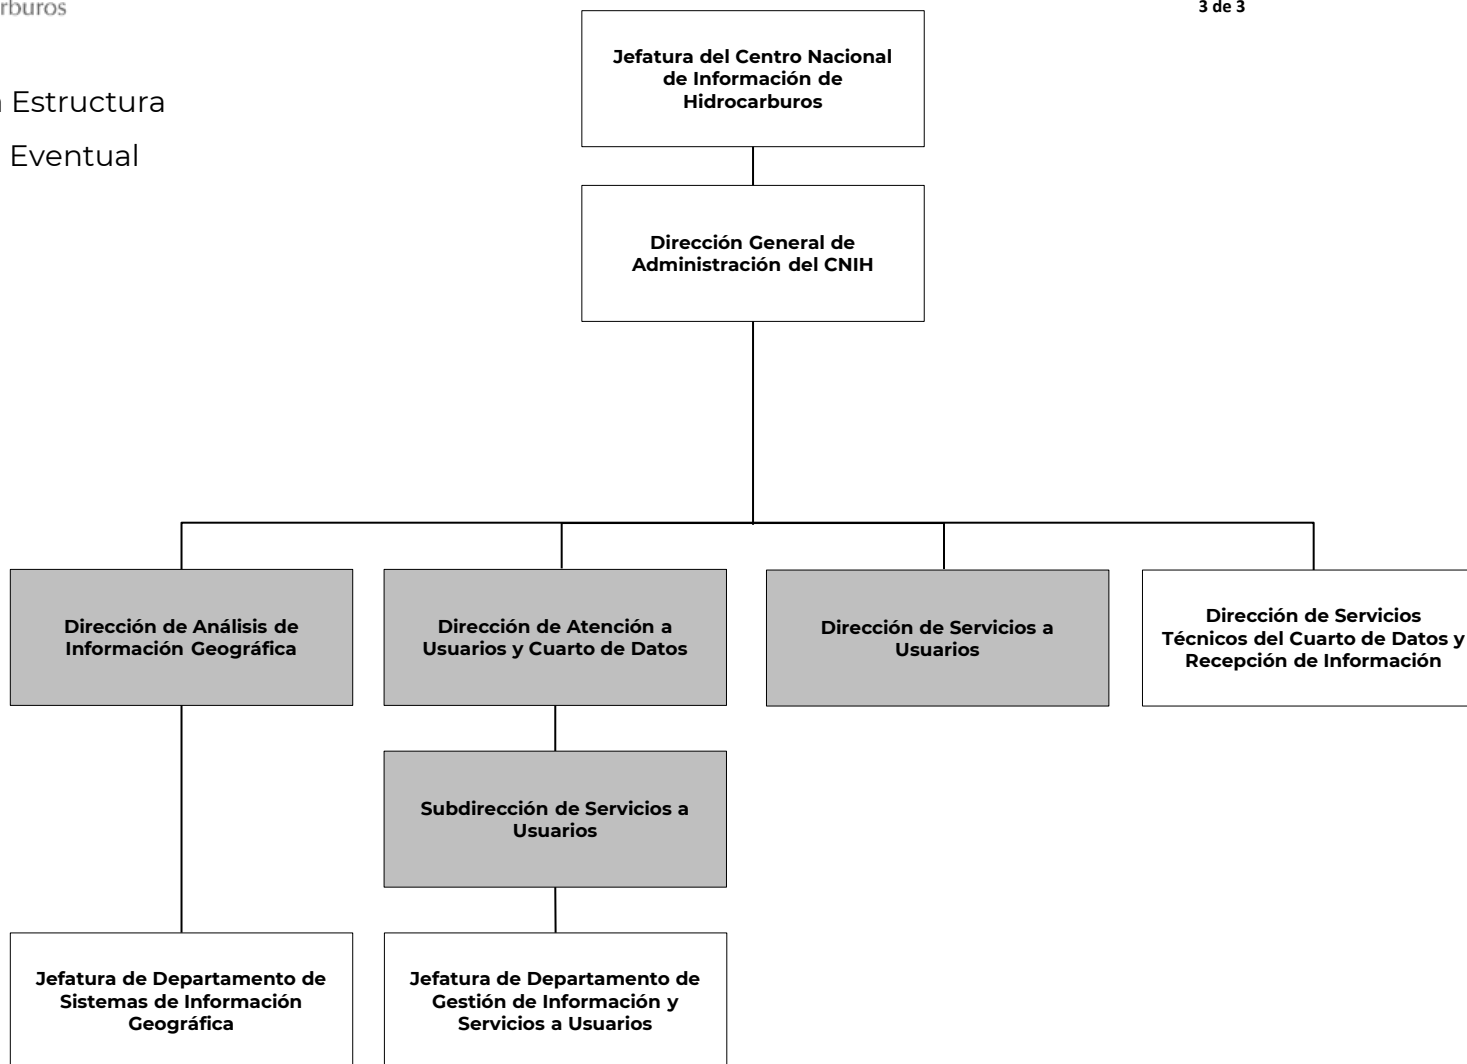 rburos
3 de 3
Estructura
Eventual
Jefatura del Centro Nacional
de Información de
Hidrocarburos
Dirección General de
Administración del CNIH
Dirección de Análisis de
Información Geográfica
Dirección de Atención a
Usuarios y Cuarto de Datos
Dirección de Servicios a
Usuarios
Dirección de Servicios
Técnicos del Cuarto de Datos y
Recepción de Información
Subdirección de Servicios a
Usuarios
Jefatura de Departamento de
Sistemas de Información
Geográfica
Jefatura de Departamento de
Gestión de Información y
Servicios a Usuarios